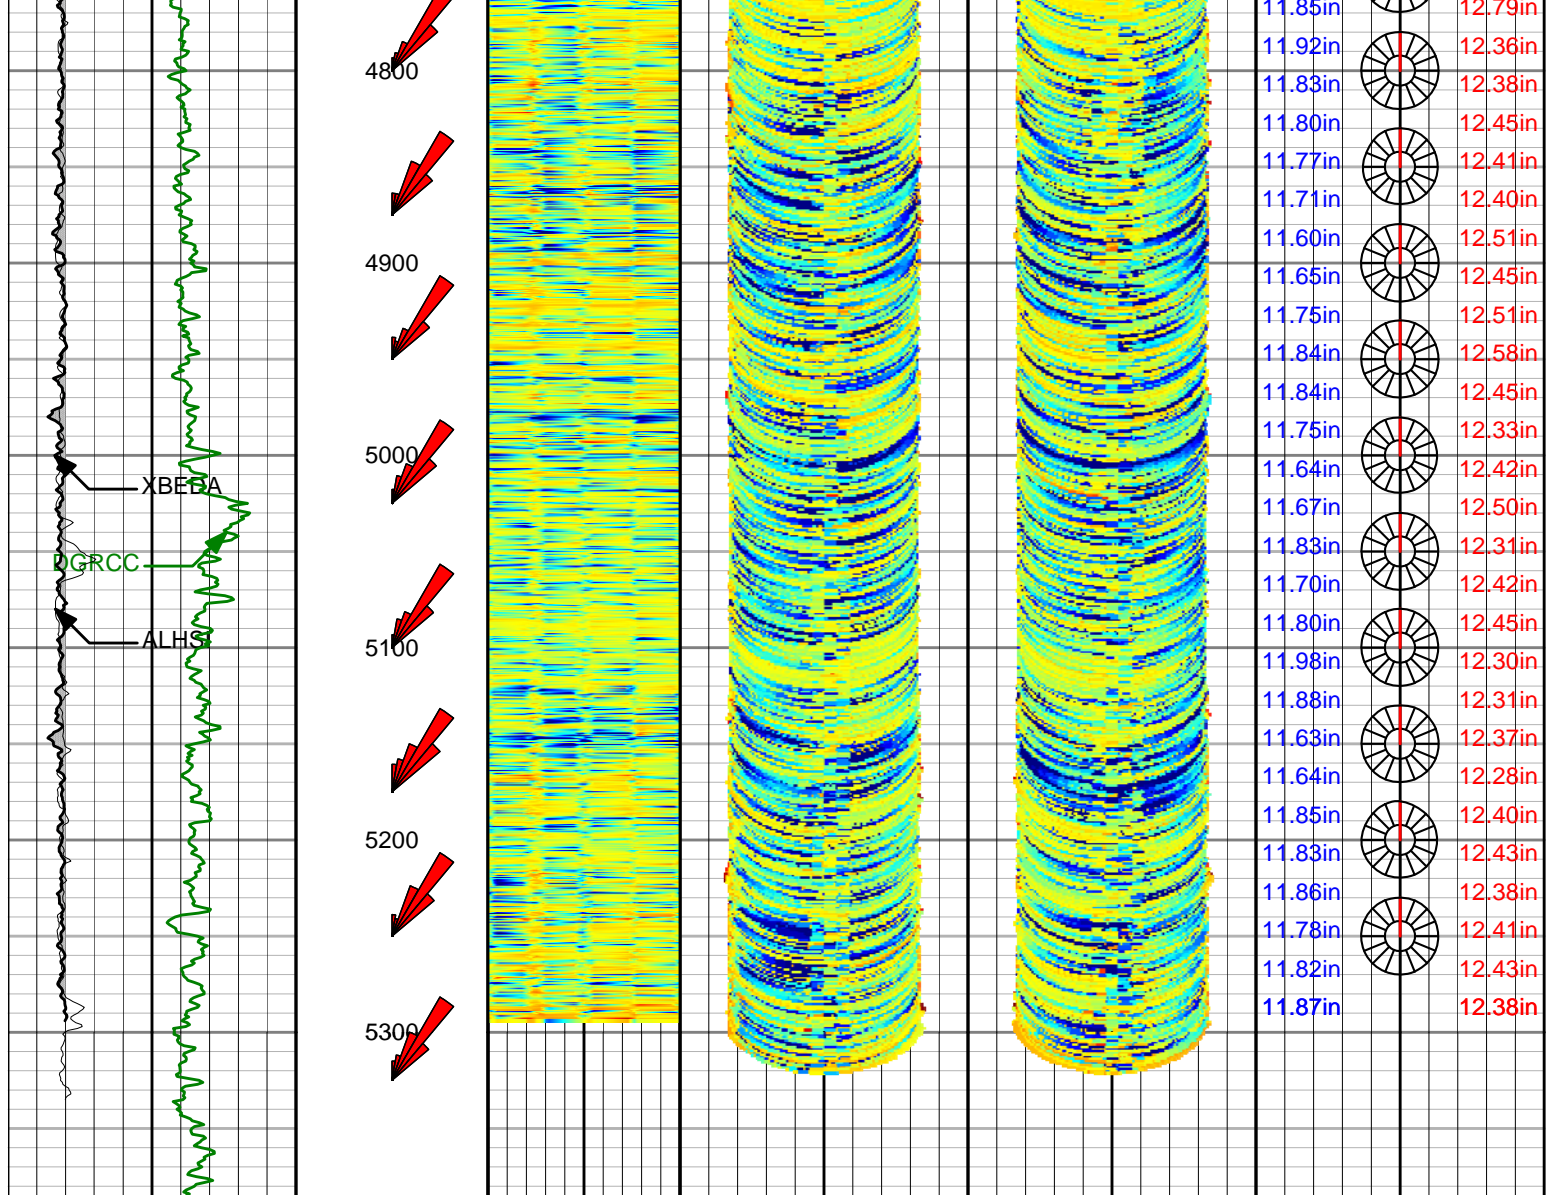 11.85in 12.79in
11.92in 12.36in
4800
11.83in 12.38in
11.80in 12.45in
11.77in 12.41in
11.71in 12.40in
11.60in 12.51in
4900
11.65in 12.45in
11.75in 12.51in
11.84in 12.58in
11.84in 12.45in
11.75in 12.33in
5000
11.64in 12.42in
XBEDA
11.67in 12.50in
11.83in 12.31in
DGRCC
11.70in 12.42in
11.80in 12.45in
ALHSI
5100
11.98in 12.30in
11.88in 12.31in
11.63in 12.37in
11.64in 12.28in
11.85in 12.40in
5200
11.83in 12.43in
11.86in 12.38in
11.78in 12.41in
11.82in 12.43in
11.87in 12.38in
5300